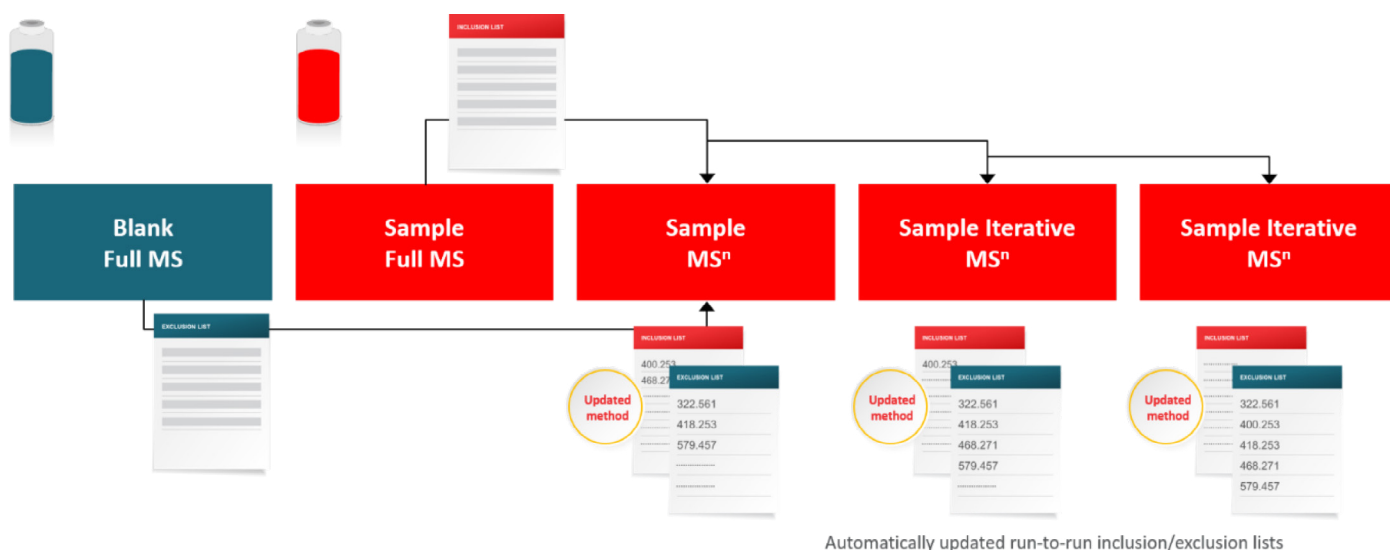 INCLUSION LIST
Blank
Full MS
Sample
Full MS
Sample
MSⁿ
Sample Iterative
MSⁿ
Sample Iterative
MSⁿ
EXCLUSION LIST
INCLUSION LIST
400.253
468.27
Updated
method
EXCLUSION LIST
322.561
418.253
579.457
INCLUSION LIST
400.253
Updated
method
EXCLUSION LIST
322.561
418.253
468.271
579.457
INCLUSION LIST
Updated
method
EXCLUSION LIST
322.561
400.253
418.253
468.271
579.457
Automatically updated run-to-run inclusion/exclusion lists